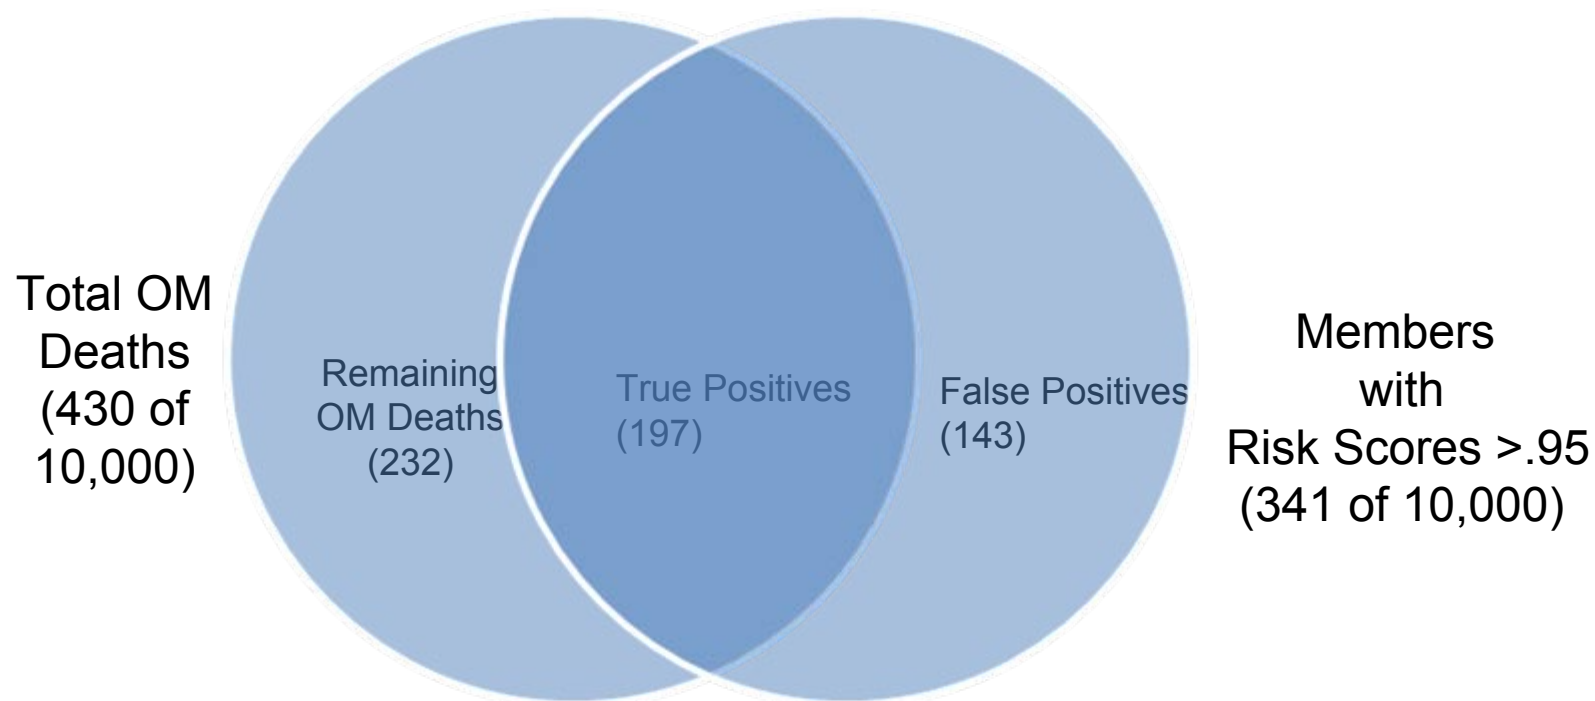 Total OM
Deaths
(430 of
10,000)
Remaining
OM Deaths
(232)
True Positives
(197)
False Positives
(143)
Members
with
Risk Scores >.95
(341 of 10,000)